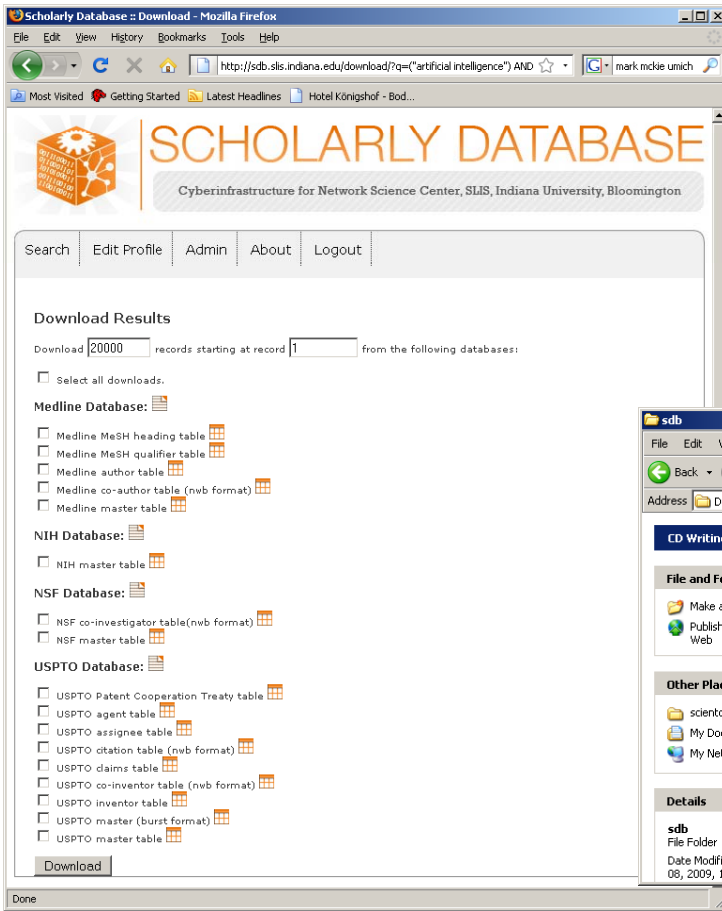 Scholarly Database :: Download - Mozilla Firefox
File Edit View History Bookmarks Tools Help
http://sdb.slis.indiana.edu/download/?q=("artificial intelligence") AND
G mark mckie umich
Most Visited Getting Started Latest Headlines Hotel Königshof - Bod...
SCHOLARLY DATABASE
Cyberinfrastructure for Network Science Center, SLIS, Indiana University, Bloomington
Search Edit Profile Admin About Logout
Download Results
Download 20000 records starting at record 1 from the following databases:
Select all downloads.
Medline Database:
Medline MeSH heading table
Medline MeSH qualifier table
Medline author table
Medline co-author table (nwb format)
Medline master table
NIH Database:
NIH master table
NSF Database:
NSF co-investigator table(nwb format)
NSF master table
USPTO Database:
USPTO Patent Cooperation Treaty table
USPTO agent table
USPTO assignee table
USPTO citation table (nwb format)
USPTO claims table
USPTO co-inventor table (nwb format)
USPTO inventor table
USPTO master (burst format)
USPTO master table
Download
Done
sdb
File Edit
Back
Address D
CD Writin
File and F
Make a
Publish
Web
Other Pla
sciento
My Do
My Ne
Details
sdb
File Folder
Date Modifi
08, 2009, 1